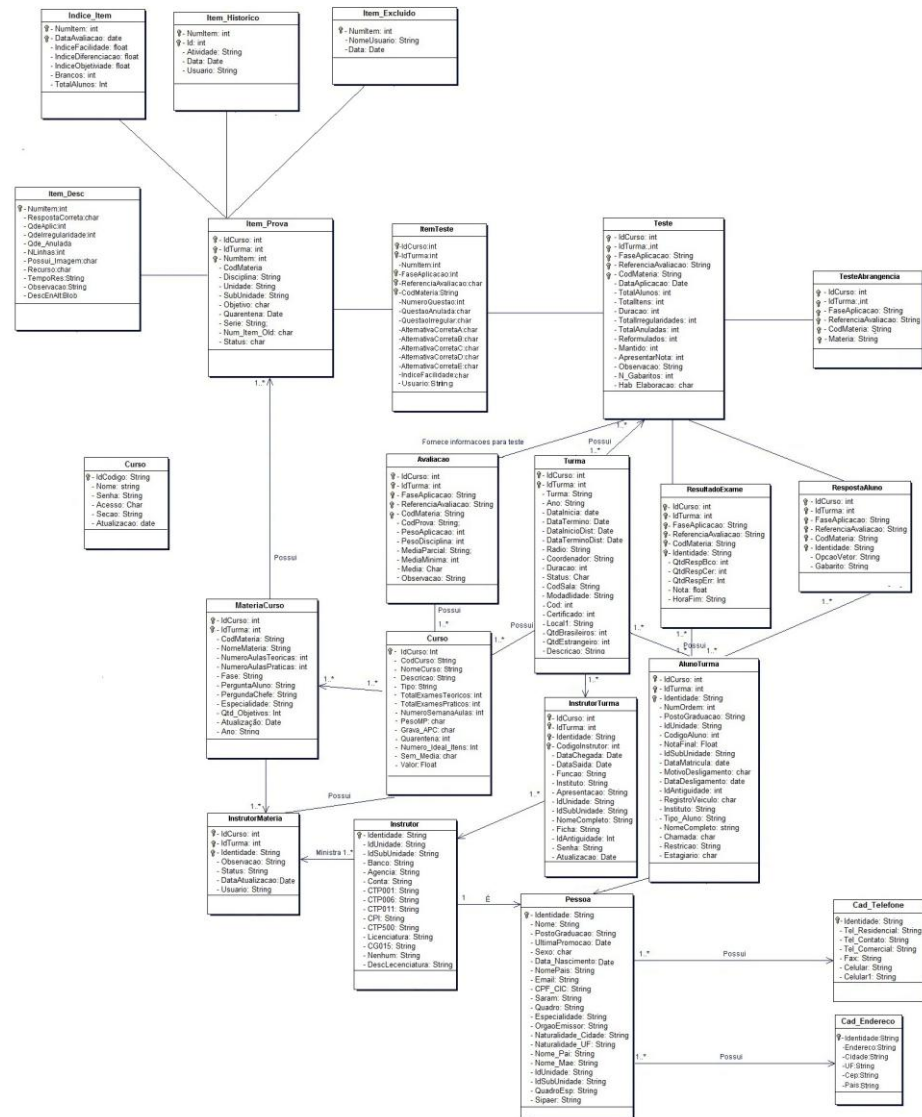 Indice_Item
- NumItem: int
- DataAvaliacao: date
- IndiceFacilidade: float
- IndiceDiferenciacao: float
- IndiceObjetiviade: float
- Brancos: int
- TotalAlunos: Int
Item_Historico
- NumItem: int
- Id: int
- Atividade: String
- Data: Date
- Usuario: String
Item_Excluido
- NumItem: int
- NomeUsuario: String
- Data: Date
Item_Desc
- NumItem:int
- RespostaCorreta:char
- QdeAplic:int
- QdeIrregularidade:int
- Qde_Anulada
- NLinhas:int
- Possui_Imagem:char
- Recurso:char
- TempoRes:String
- Observacao:String
- DescEnAlt:Blob
Item_Prova
- IdCurso: int
- IdTurma: int
- NumItem: int
- CodMateria
- Disciplina: String
- Unidade: String
- SubUnidade: String
- Objetivo: char
- Quarentena: Date
- Serie: String;
- Num_Item_Old: char
- Status: char
1..*
ItemTeste
-IdCurso:int
-IdTurma:int
-NumItem:int
-FaseAplicacao:int
-ReferenciaAvaliacao:char
-CodMateria:String
-NumeroQuestao:int
-QuestaoAnulada:char
-QuestaoIrregular:char
-AlternativaCorretaA:char
-AlternativaCorretaB:char
-AlternativaCorretaC:char
-AlternativaCorretaD:char
-AlternativaCorretaE:char
-IndiceFacilidade:char
- Usuario:String
Teste
- IdCurso: int
- IdTurma:,int
- FaseAplicacao: String
- ReferenciaAvaliacao: String
- CodMateria: String
- DataAplicacao: Date
- TotalAlunos: int
- TotalItens: int
- Duracao: int
- TotalIrregularidades: int
- TotalAnuladas: int
- Reformulados: int
- Mantido: int
- ApresentarNota: int
- Observacao: String
- N_Gabaritos: int
- Hab_Elaboracao: char
TesteAbrangencia
- IdCurso: int
- IdTurma:,int
- FaseAplicacao: String
- ReferenciaAvaliacao: String
- CodMateria: String
- Materia: String
Fornece informacoes para teste
1..*
Possui
Curso
- IdCodigo: String
- Nome: string
- Senha: String
- Acesso: Char
- Secao: String
- Atualizacao: date
Avaliacao
- IdCurso: int
- IdTurma: int
- FaseAplicacao: String
- ReferenciaAvaliacao: String
- CodMateria: String
- CodProva: String;
- PesoAplicacao: int
- PesoDisciplina: int
- MediaParcial: String;
- MediaMinima: int
- Media: Char
- Observacao: String
Turma
- IdCurso: int
- IdTurma: int
- Turma: String
- Ano: String
- DataInicia: date
- DataTermino: date
- DataInicioDist: Date
- DataTerminoDist: Date
- Radio: String
- Coordenador: String
- Duracao: int
- Status: Char
- CodSala: String
- Modadlidade: String
- Cod: int
- Certificado: int
- Local1: String
- QtdBrasileiros: int
- QtdEstrangeiro: int
- Descricao: String
ResultadoExame
- IdCurso: int
- IdTurma: int
- FaseAplicacao: String
- ReferenciaAvaliacao: String
- CodMateria: String
- Identidade: String
- QtdRespBco: int
- QtdRespCer: int
- QtdRespErr: Int
- Nota: float
- HoraFim: String
RespostaAluno
- IdCurso: int
- IdTurma: int
- FaseAplicacao: String
- ReferenciaAvaliacao: String
- CodMateria: String
- Identidade: String
- OpcaoVetor: String
- Gabarito: String
Possui
Possui
1..*
Possui
1..*
1..*
Possui
1..*
1..*
1..*
MateriaCurso
- IdCurso: int
- IdTurma: int
- CodMateria: String
- NomeMateria: String
- NumeroAulasTeoricas: int
- NumeroAulasPraticas: int
- Fase: String
- PerguntaAluno: String
- PergundaChefe: String
- Especialidade: String
- Qtd_Objetivos: Int
- Atualização: Date
- Ano: String
1..*
1..*
1..*
Curso
- IdCurso: Int
- CodCurso: String
- NomeCurso: String
- Descricao: String
- Tipo: String
- TotalExamesTeoricos: Int
- TotalExamesPraticos: Int
- NumeroSemanaAulas: int
- PesoMP: char
- Grava_APC: char
- Quarentena: int
- Numero_Ideal_Itens: Int
- Sem_Media: char
- Valor: Float
InstrutorTurma
- IdCurso: int
- IdTurma: int
- Identidade: String
- CodigoInstrutor: int
- DataChegada: Date
- DataSaida: Date
- Funcao: String
- Instituto: String
- Apresentacao: String
- IdUnidade: String
- IdSubUnidade: String
- NomeCompleto: String
- Ficha: String
- IdAntiguidade: Int
- Senha: String
- Atualizacao: Date
AlunoTurma
- IdCurso: int
- IdTurma: int
- Identidade: String
- NumOrdem: int
- PostoGraduacao: String
- IdUnidade: String
- CodigoAluno: int
- NotaFinal: Float
- IdSubUnidade: String
- DataMatricula: date
- MotivoDesligamento: char
- DataDesligamento: date
- IdAntiguidade: int
- RegistroVeiculo: char
- Instituto: String
- Tipo_Aluno: String
- NomeCompleto: string
- Chamada: char
- Restricao: String
- Estagiario: char
Possui
1..*
1..*
InstrutorMateria
- IdCurso: int
- IdTurma: int
- Identidade: String
- Observacao: String
- Status: String
- DataAtualizacao:Date
- Usuario: String
Ministra 1..*
Instrutor
- Identidade: String
- IdUnidade: String
- IdSubUnidade: String
- Banco: String
- Agencia: String
- Conta: String
- CTP001: String
- CTP006: String
- CTP011: String
- CPI: String
- CTP500: String
- Licenciatura: String
- CG015: String
- Nenhum: String
- DescLecenciatura: String
1
É
Pessoa
- Identidade: String
- Nome: String
- PostoGraduacao: String
- UltimaPromocao: Date
- Sexo: char
- Data_Nascimento: Date
- NomePais: String
- Email: String
- CPF_CIC: String
- Saram: String
- Quadro: String
- Especialidade: String
- OrgaoEmissor: String
- Naturalidade_Cidade: String
- Naturalidade_UF: String
- Nome_Pai: String
- Nome_Mae: String
- IdUnidade: String
- IdSubUnidade: String
- QuadroEsp: String
- Sipaer: String
1..*
Possui
Cad_Telefone
- Identidade: String
- Tel_Residencial: String
- Tel_Contato: String
- Tel_Comercial: String
- Fax: String
- Celular: String
- Celular1: String
1..*
Possui
Cad_Endereco
-Identidade:String
-Endereco:String
-Cidade:String
-UF:String
-Cep:String
-Pais:String